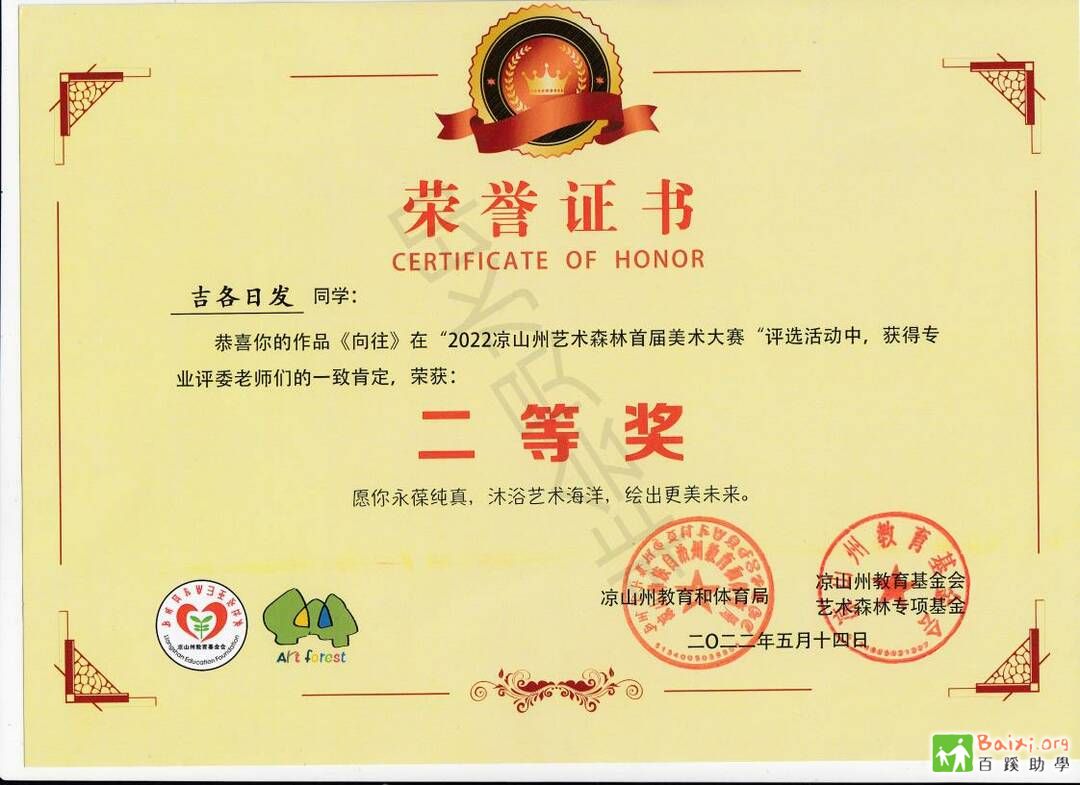 荣誉证书
CERTIFICATE OF HONOR
吉各日发 同学：
恭喜你的作品《向往》在“2022凉山州艺术森林首届美术大赛“评选活动中，获得专
业评委老师们的一致肯定，荣获：
二等奖
愿你永葆纯真，沐浴艺术海洋，绘出更美未来。
凉山州教育和体育局
凉山州教育基金会
艺术森林专项基金
二〇二二年五月十四日
凉山州教育基金会
Liangshan Education Foundation
Art forest
凉山州教育基金会
Baixi.org
百蹊助學